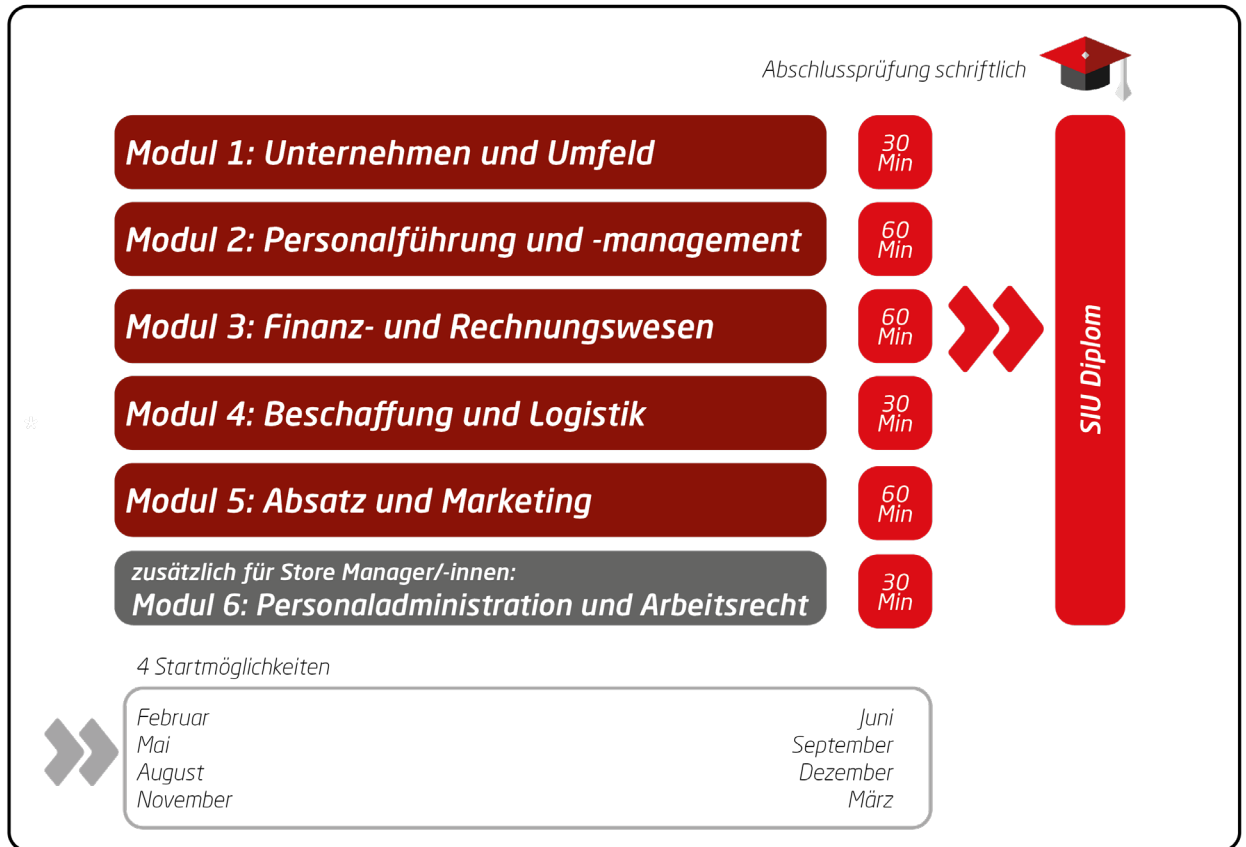 Abschlussprüfung schriftlich
Modul 1: Unternehmen und Umfeld
30
Min
Modul 2: Personalführung und -management
60
Min
Modul 3: Finanz- und Rechnungswesen
60
Min
Modul 4: Beschaffung und Logistik
30
Min
Modul 5: Absatz und Marketing
60
Min
zusätzlich für Store Manager/-innen:
Modul 6: Personaladministration und Arbeitsrecht
30
Min
SIU Diplom
4 Startmöglichkeiten
Februar Juni
Mai September
August Dezember
November März